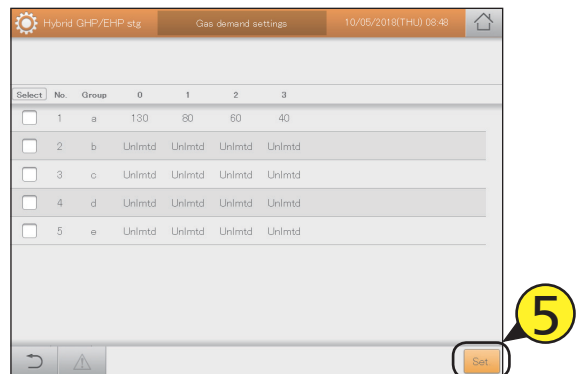 Hybrid GHP/EHP stg Gas demand settings 10/05/2018(THU) 08:48
Select No. Group 0 1 2 3
1 a 130 80 60 40
2 b Unlmtd Unlmtd Unlmtd Unlmtd
3 c Unlmtd Unlmtd Unlmtd Unlmtd
4 d Unlmtd Unlmtd Unlmtd Unlmtd
5 e Unlmtd Unlmtd Unlmtd Unlmtd
5
Set